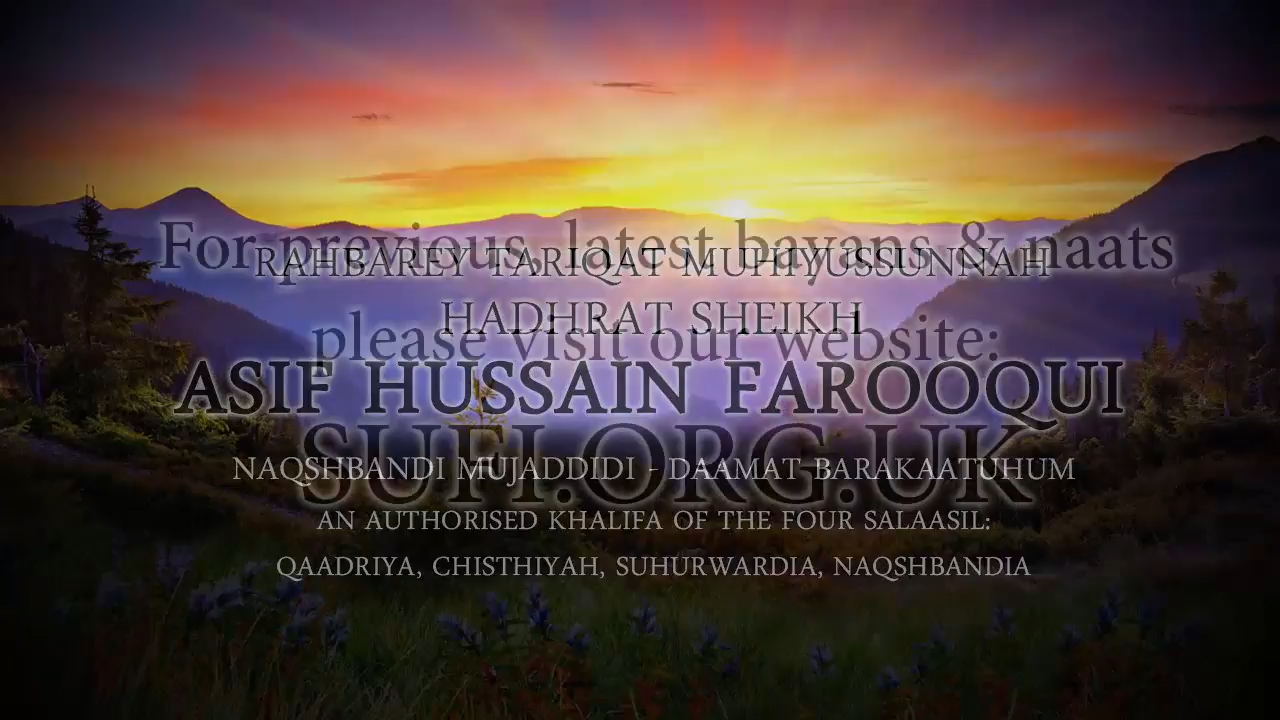 For previous, latest bayans & naats
RAHBAREY TARIQAT MUHIYUSSUNNAH
HADHRAT SHEIKH
please visit our website:
ASIF HUSSAIN FAROOQUI
SUFI.ORG.UK
NAQSHBANDI MUJADDIDI - DAAMAT BARAKAATUHUM
AN AUTHORISED KHALIFA OF THE FOUR SALAASIL:
QAADRIYA, CHISTHIYAH, SUHURWARDIA, NAQSHBANDIA